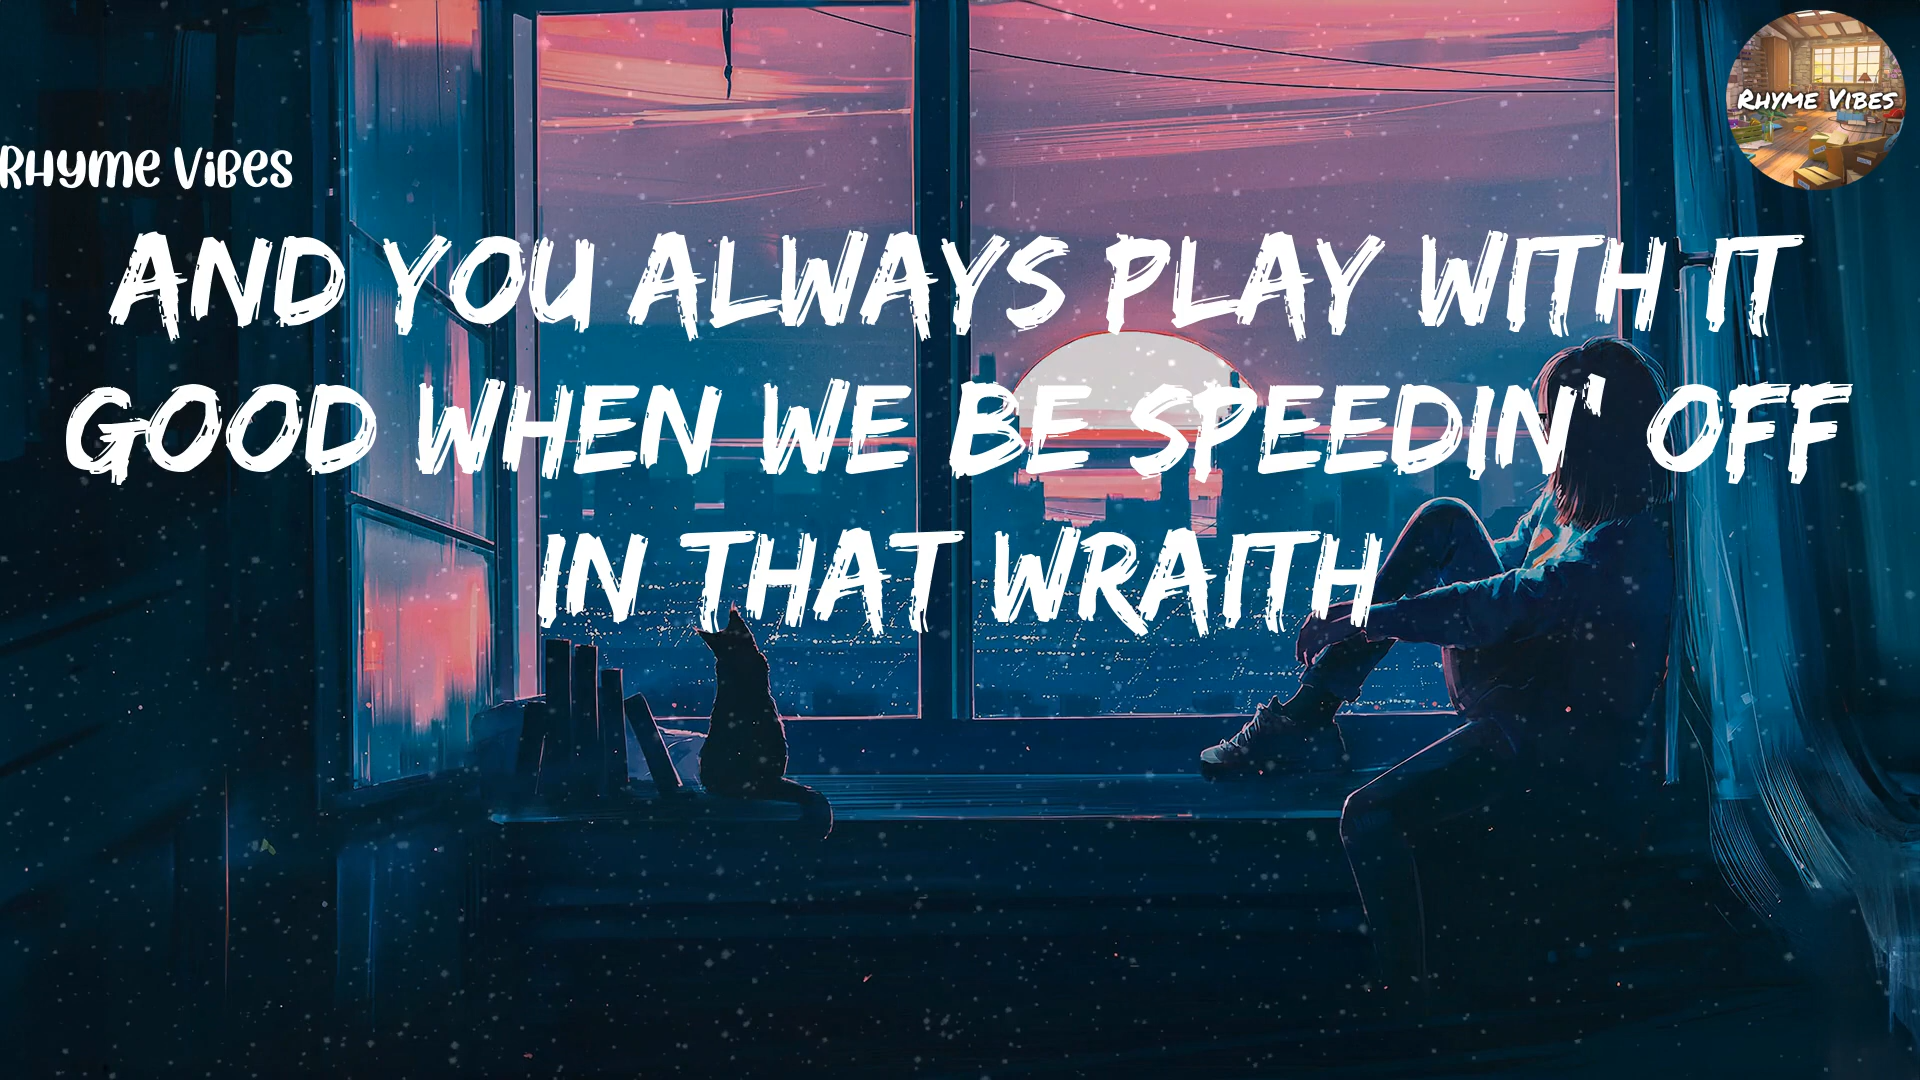 Rhyme Vibes
Rhyme Vibes
AND YOU ALWAYS PLAY WITH IT
GOOD WHEN WE BE SPEEDIN' OFF
IN THAT WRAITH